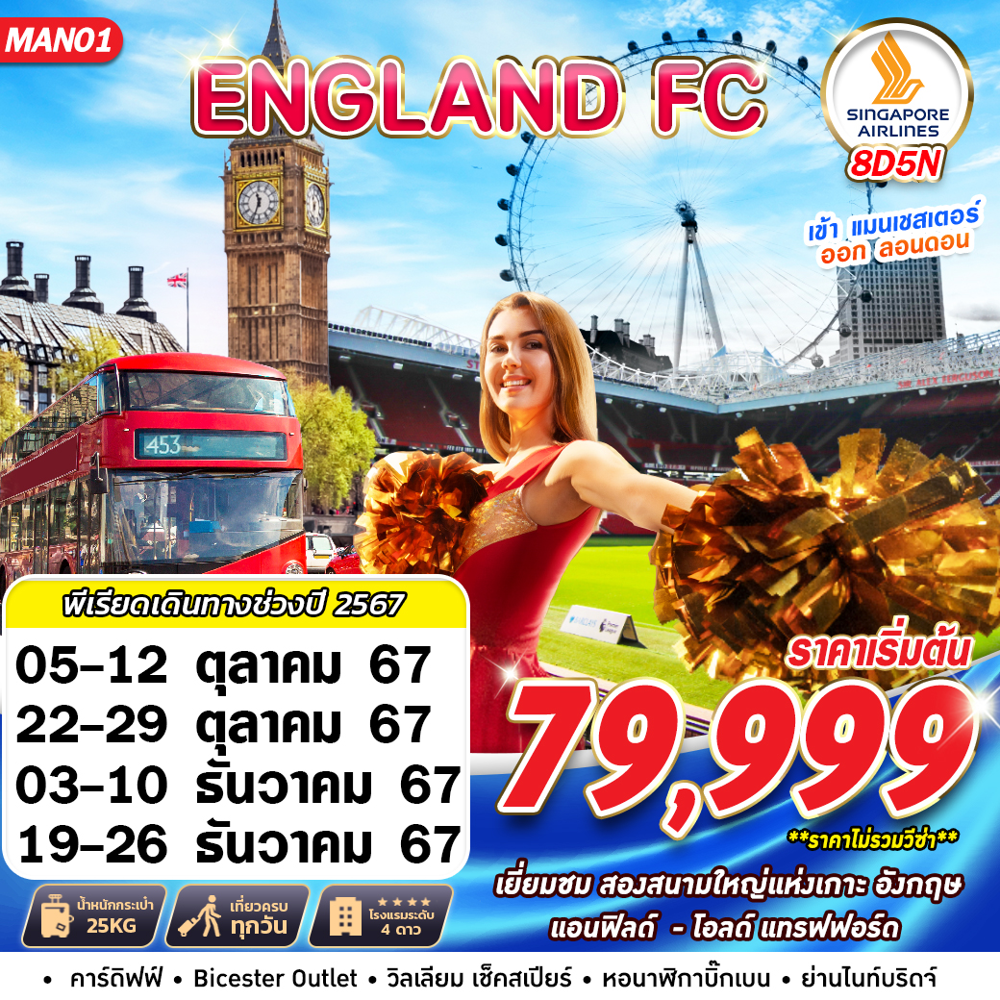 MAN01
ENGLAND FC
SINGAPORE
AIRLINES
8D5N
เข้า แมนเชสเตอร์
ออก ลอนดอน
453
SIR ALEX FERGUSON
พีเรียดเดินทางช่วงปี 2567
05-12 ตุลาคม 67
22-29 ตุลาคม 67
03-10 ธันวาคม 67
19-26 ธันวาคม 67
BARCLAYS Premier League
ราคาเริ่มต้น
79,999
**ราคาไม่รวมวีซ่า**
เยี่ยมชม สองสนามใหญ่แห่งเกาะ อังกฤษ
แอนฟิลด์ - โอลด์ แทรฟฟอร์ด
น้ำหนักกระเป๋า
25KG
เที่ยวครบ
ทุกวัน
โรงแรมระดับ
4 ดาว
• คาร์ดิฟฟ์ • Bicester Outlet • วิลเลียม เช็คสเปียร์ • หอนาฬิกาบิ๊กเบน • ย่านไนท์บริดจ์